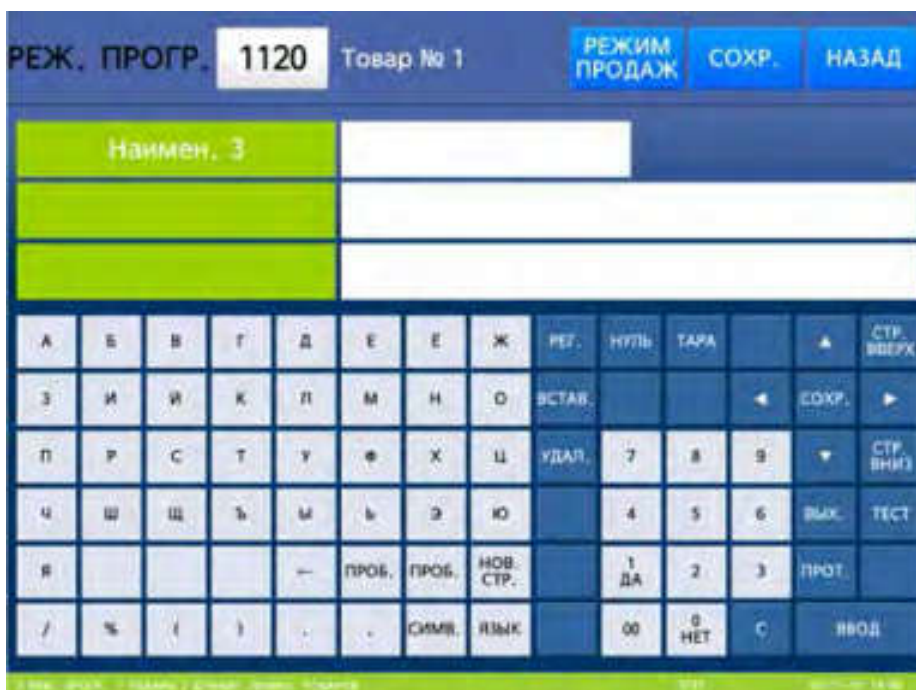 РЕЖ. ПРОГР. 1120 Товар № 1 РЕЖИМ ПРОДАЖ СОХР. НАЗАД
Наимен. 3
А Б В Г Д Е Ё Ж РЕГ. НУЛЬ ТАРА ▲ СТР. ВВЕРХ
З И Й К Л М Н О ВСТАВ. ◄ СОХР. ►
П Р С Т У Ф Х Ц УДАЛ. 7 8 9 ▼ СТР. ВНИЗ
Ч Ш Щ Ъ Ы Ь Э Ю 4 5 6 ВЫХ. ТЕСТ
Я ← ПРОБ. ПРОБ. НОВ. СТР. 1 ДА 2 3 ПРОТ.
/ % ( ) СИМВ. ЯЗЫК 00 0 НЕТ С ВВОД